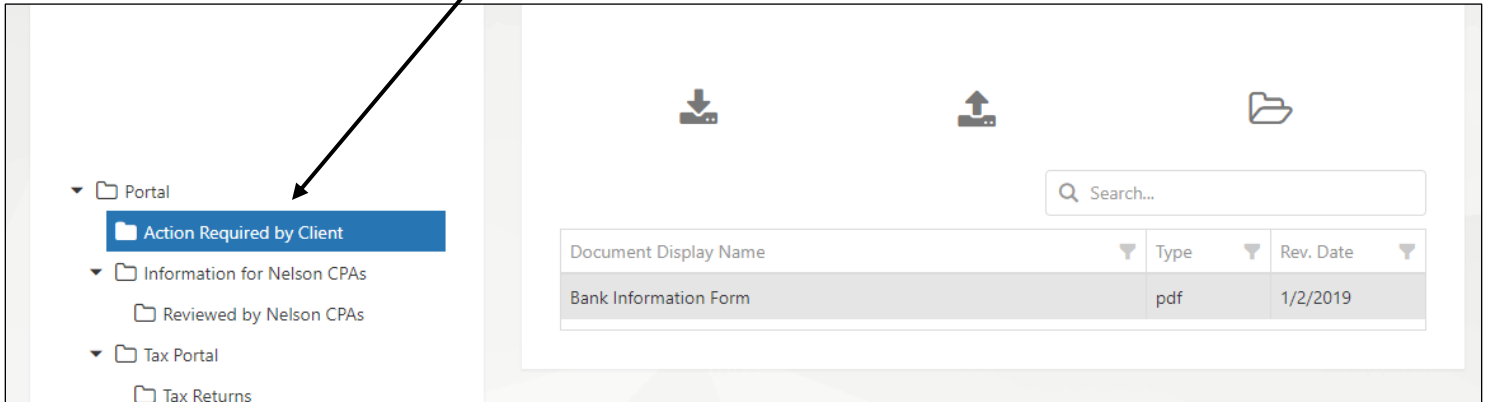 Portal
Action Required by Client
Information for Nelson CPAs
Reviewed by Nelson CPAs
Tax Portal
Tax Returns
Search...
Document Display Name Type Rev. Date
Bank Information Form pdf 1/2/2019